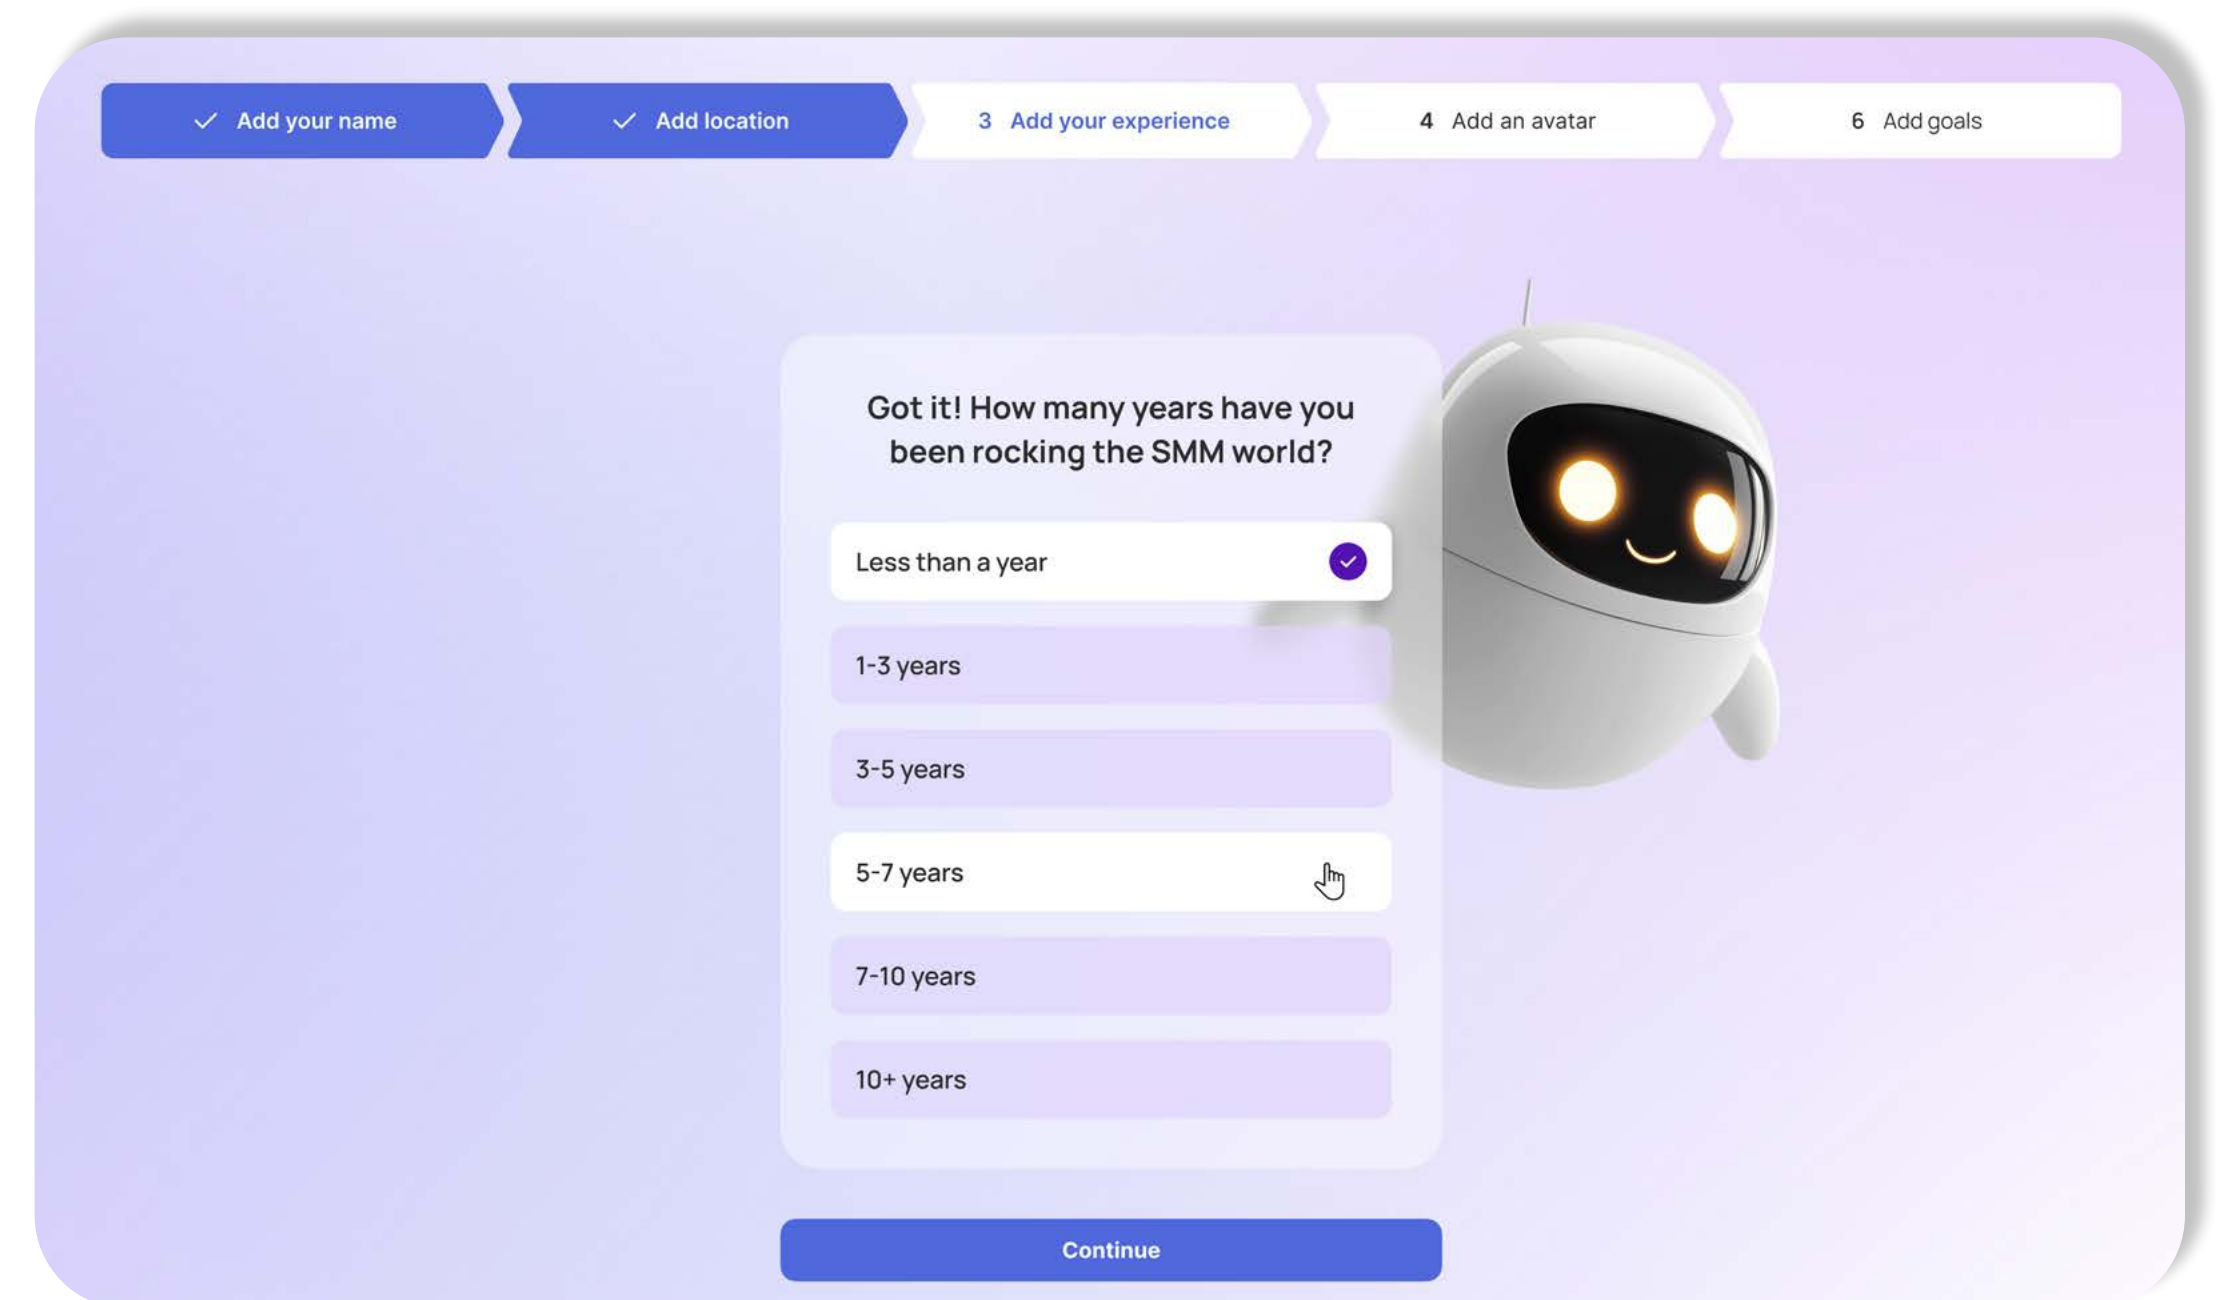 Add your name
Add location
3 Add your experience
4 Add an avatar
6 Add goals
Got it! How many years have you
been rocking the SMM world?
Less than a year
1-3 years
3-5 years
5-7 years
7-10 years
10+ years
Continue